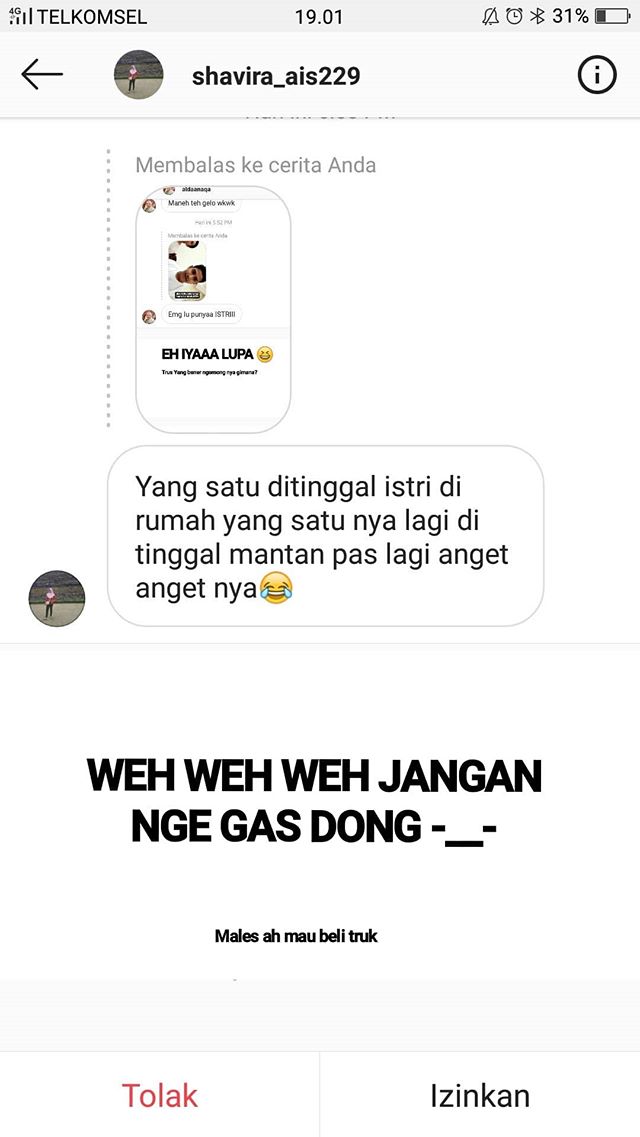 4G TELKOMSEL 19.01 31%
shavira_ais229
Membalas ke cerita Anda
aldaanaqa
Maneh teh gelo wkwk
Hari ini 5:52 PM
Membalas ke cerita Anda
Emg lu punyaa ISTRIII
EH IYAAA LUPA 😆
Trus Yang bener ngomong nya gimana?
Yang satu ditinggal istri di
rumah yang satu nya lagi di
tinggal mantan pas lagi anget
anget nya😂
WEH WEH WEH JANGAN
NGE GAS DONG -__-
Males ah mau beli truk
Tolak
Izinkan